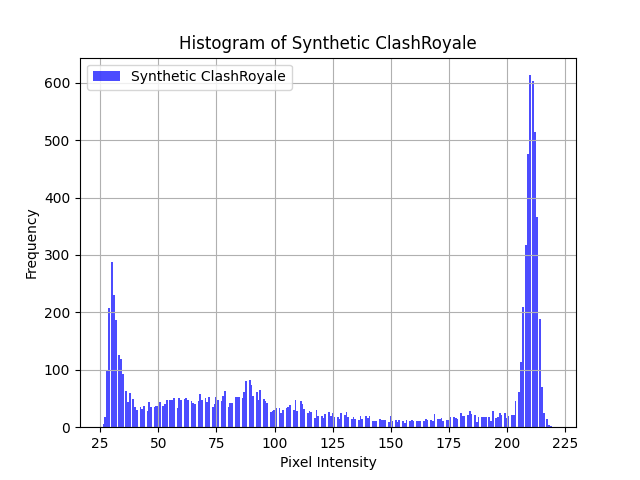 Histogram of Synthetic ClashRoyale
Synthetic ClashRoyale
600
500
400
300
200
100
0
Frequency
25 50 75 100 125 150 175 200 225
Pixel Intensity